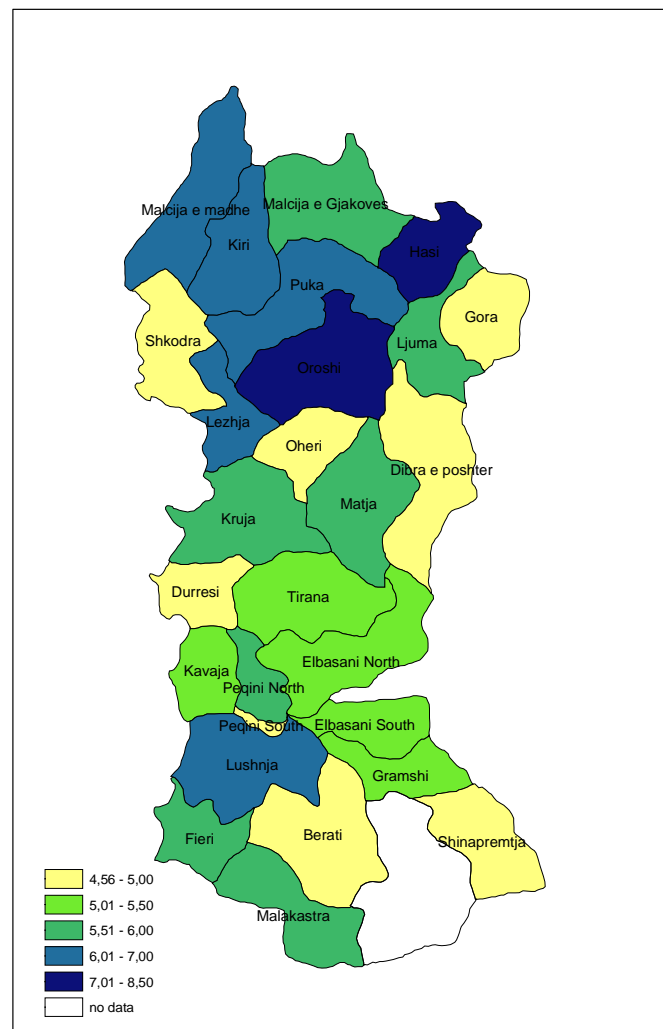 Malcija e madhe
Malcija e Gjakoves
Kiri
Hasi
Puka
Gora
Shkodra
Ljuma
Oroshi
Lezhja
Oheri
Dibra e poshter
Matja
Kruja
Durresi
Tirana
Elbasani North
Kavaja
Peqini North
Peqini South
Elbasani South
Lushnja
Gramshi
Berati
Shinapremtja
Fieri
Malakastra
4,56 - 5,00
5,01 - 5,50
5,51 - 6,00
6,01 - 7,00
7,01 - 8,50
no data